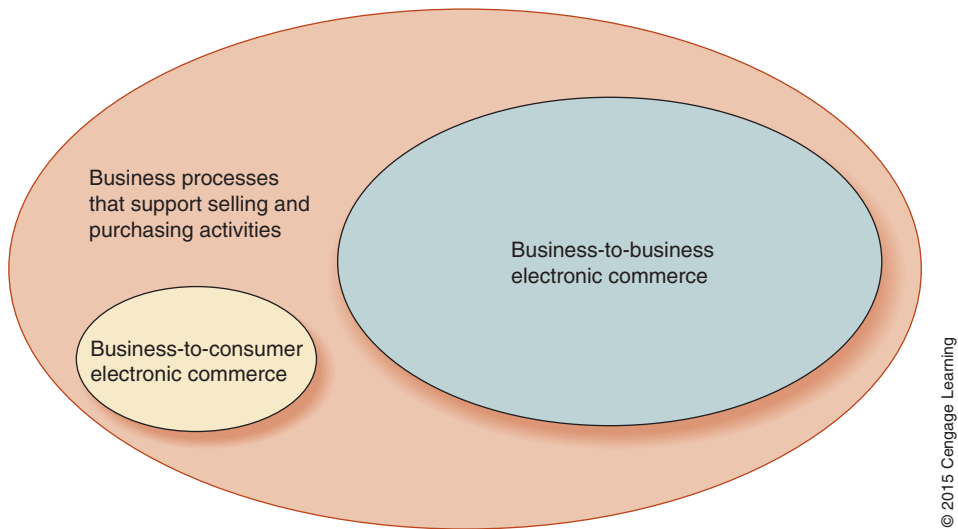 Business processes
that support selling and
purchasing activities
Business-to-business
electronic commerce
Business-to-consumer
electronic commerce
© 2015 Cengage Learning